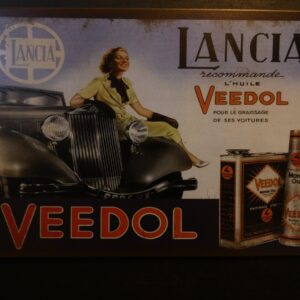 LANCIA
LANCIA
recommande
L'HUILE
VEEDOL
POUR LE GRAISSAGE
DE SES VOITURES
VEEDOL
VEEDOL